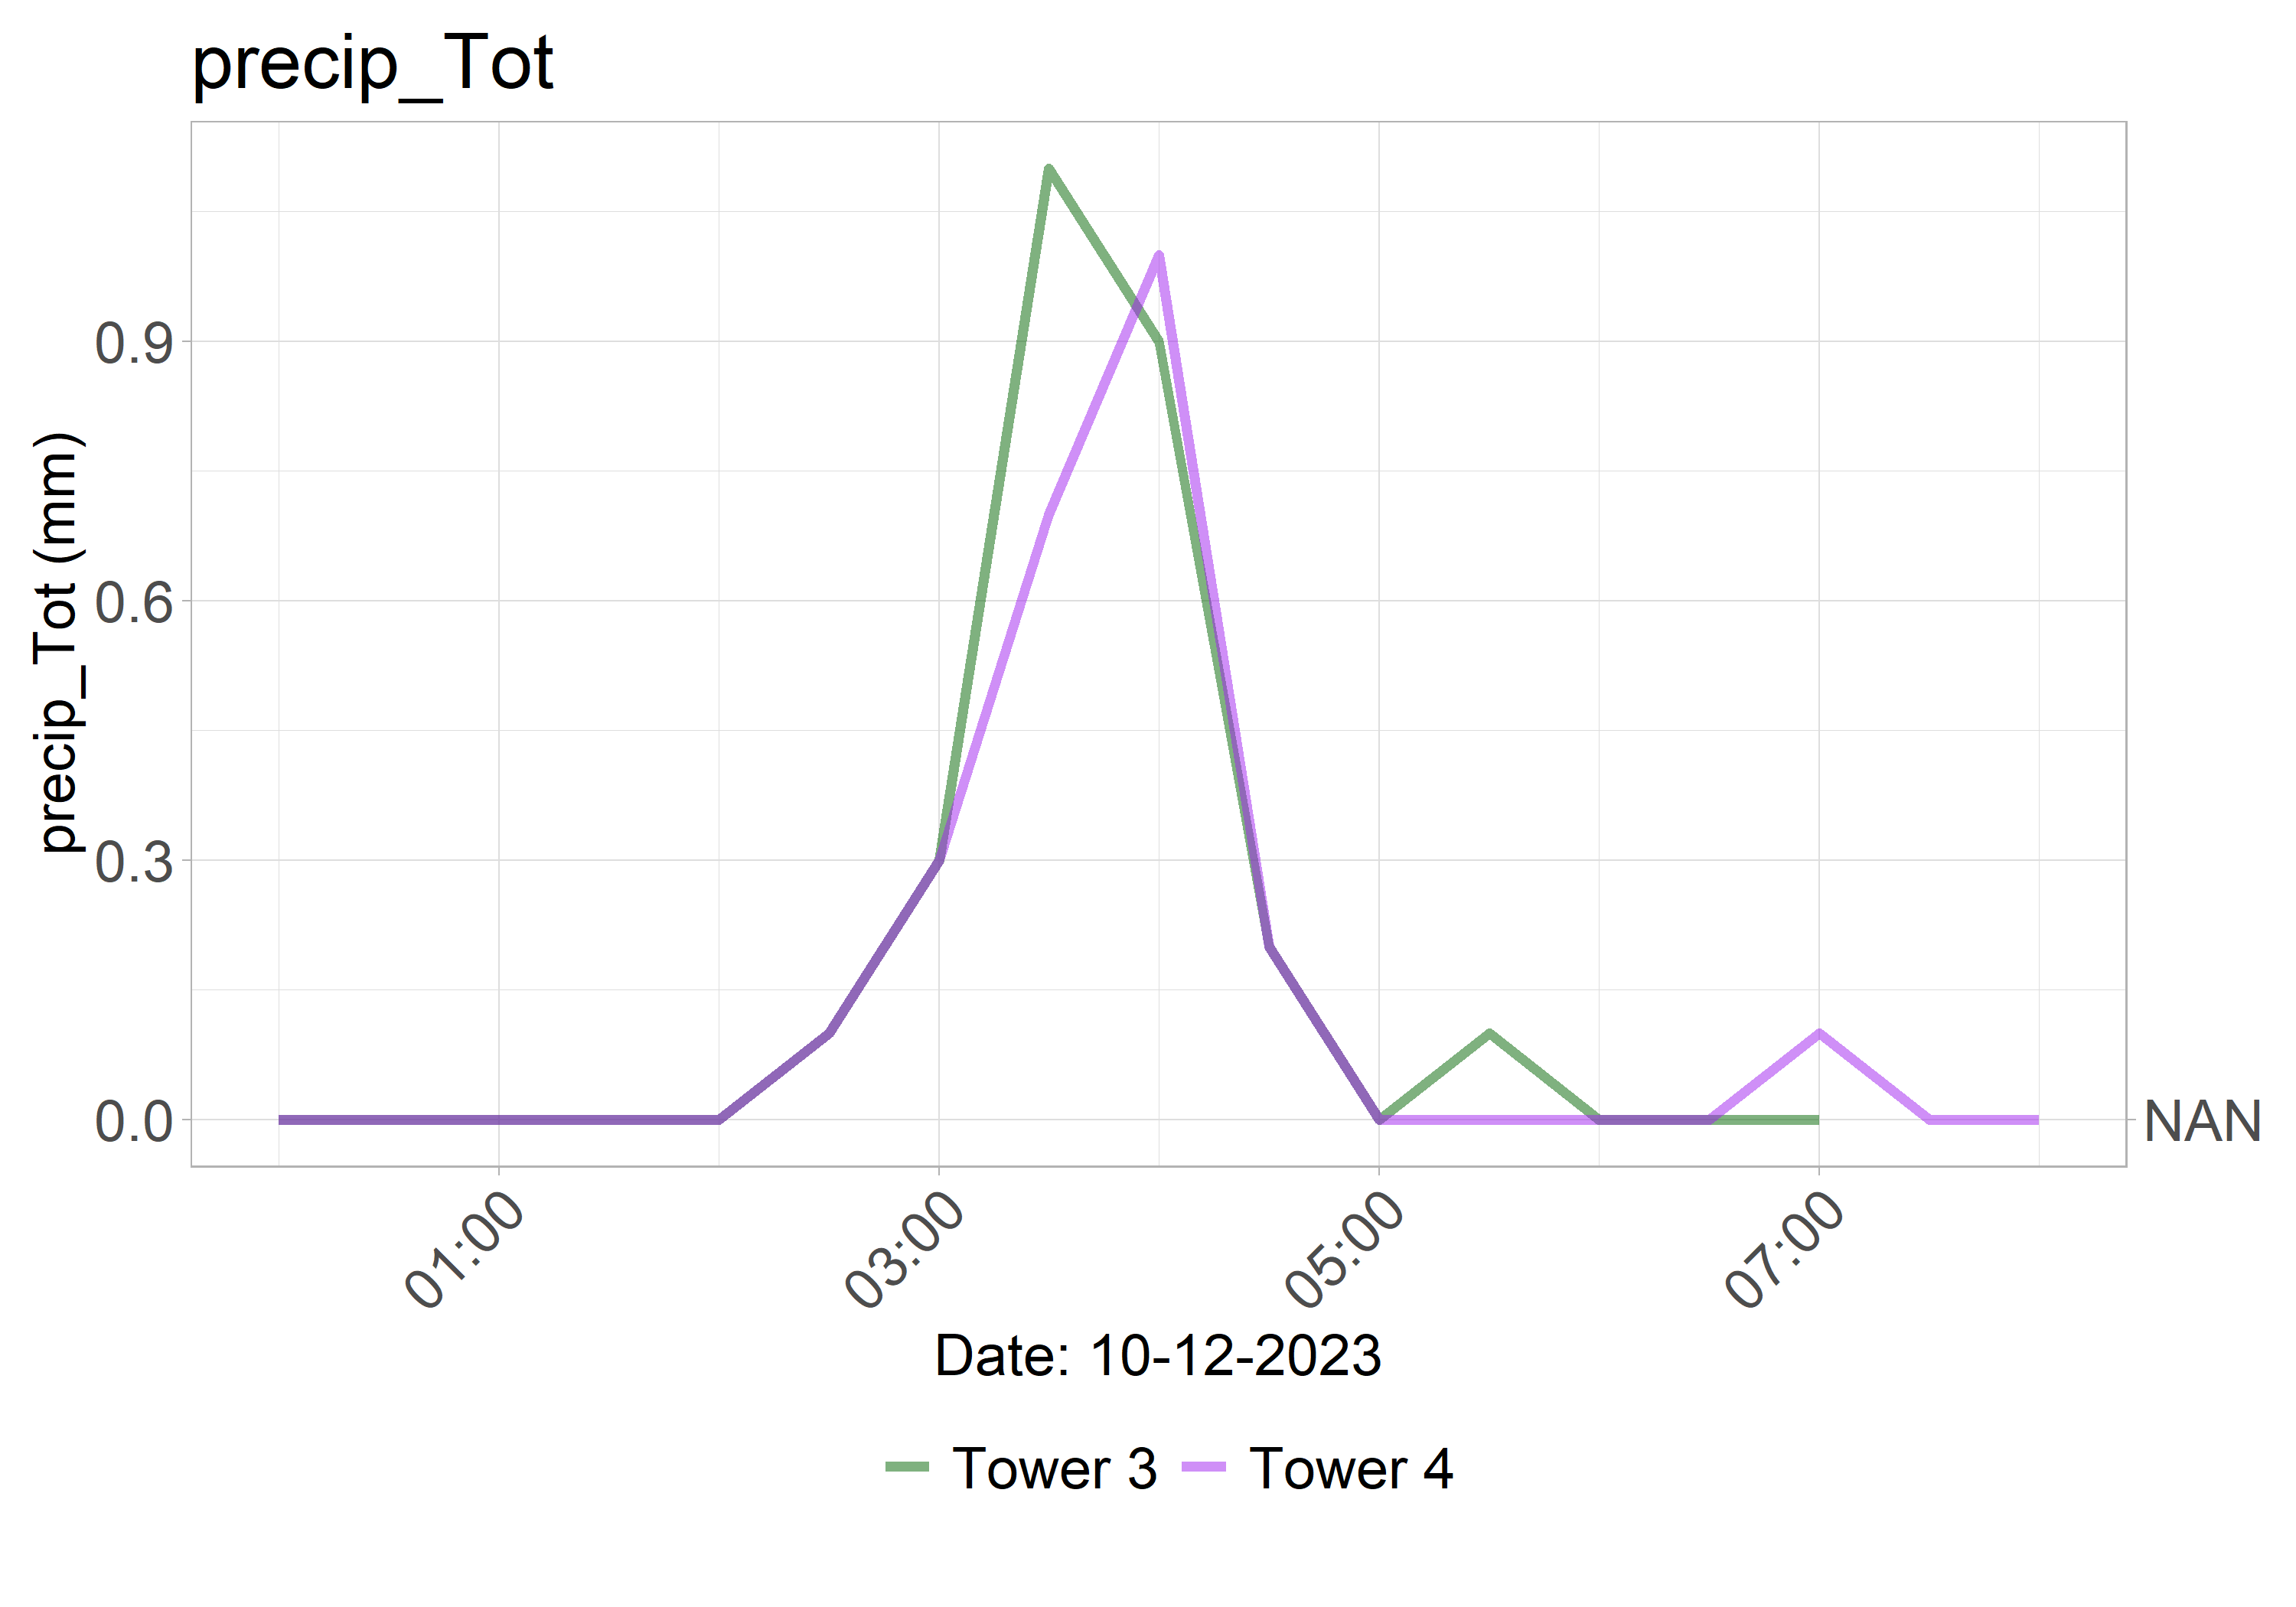 precip_Tot
precip_Tot (mm)
0.9
0.6
0.3
0.0
NAN
01:00
03:00
05:00
07:00
Date: 10-12-2023
Tower 3
Tower 4